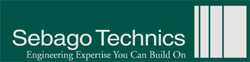 Sebago Technics
Engineering Expertise You Can Build On